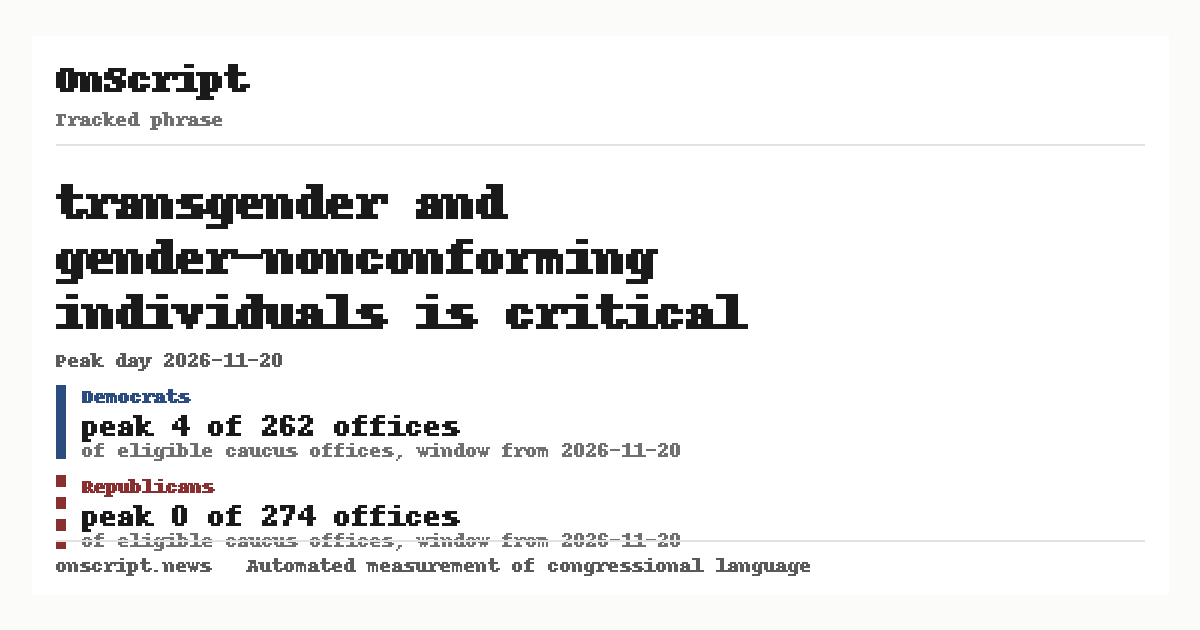 OnScript
Tracked phrase
transgender and
gender-nonconforming
individuals is critical
Peak day 2026-11-20
Democrats
peak 4 of 262 offices
of eligible caucus offices, window from 2026-11-20
Republicans
peak 0 of 274 offices
of eligible caucus offices, window from 2026-11-20
onscript.news Automated measurement of congressional language